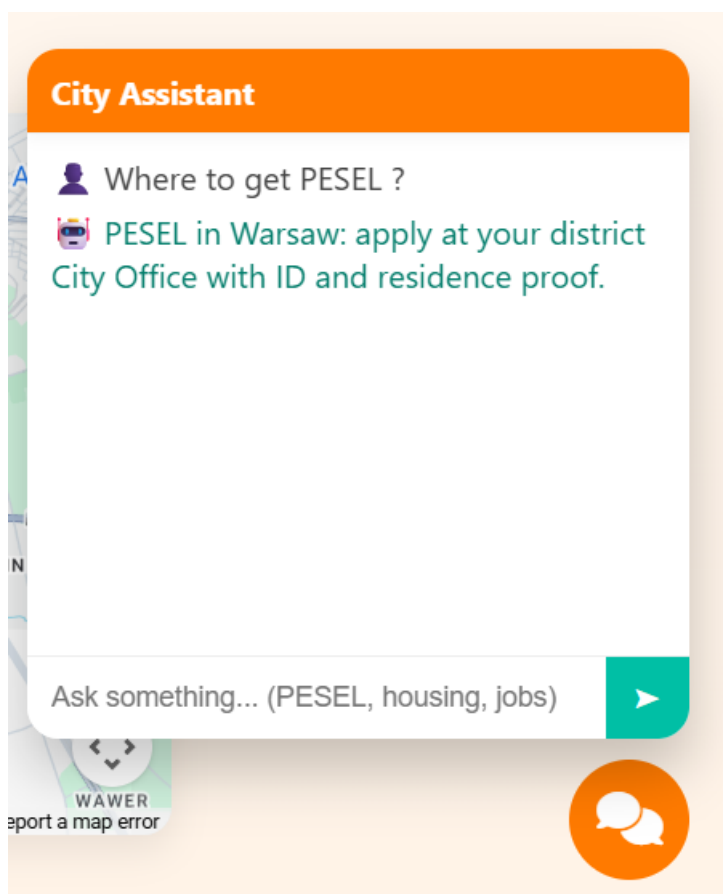 City Assistant
Where to get PESEL ?
PESEL in Warsaw: apply at your district
City Office with ID and residence proof.
Ask something... (PESEL, housing, jobs)
WAWER
eport a map error
A
IN